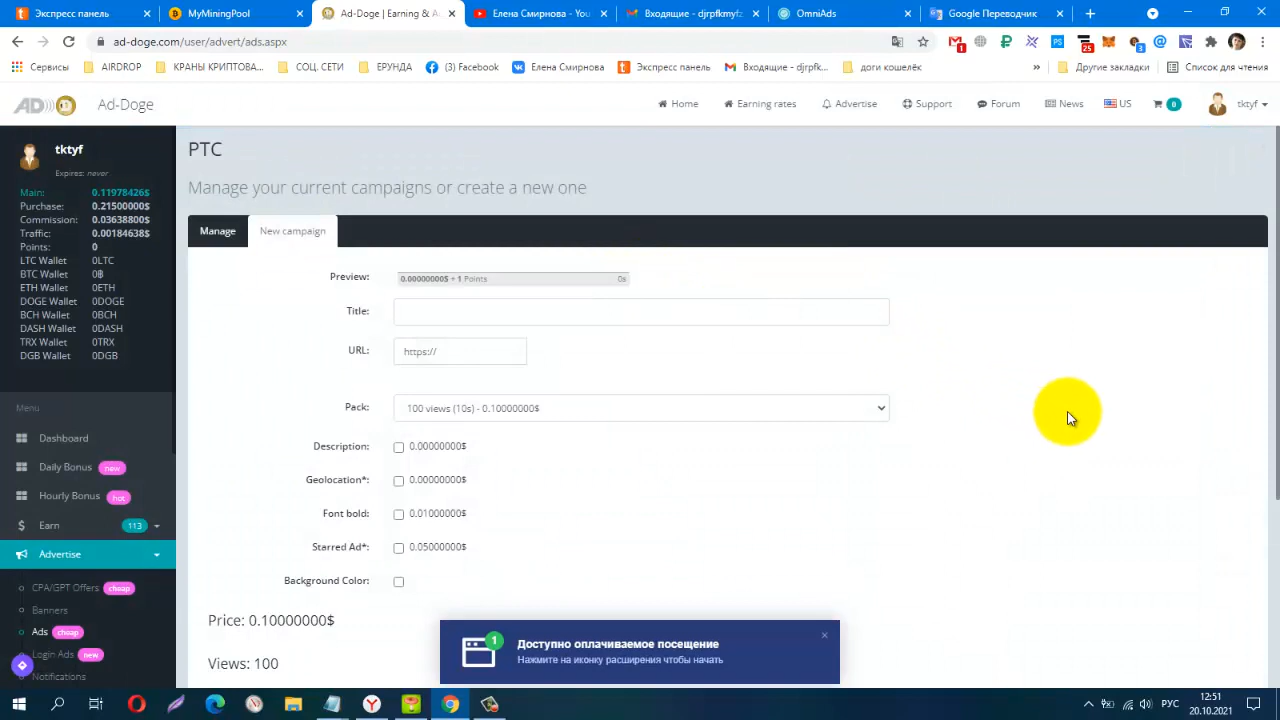 Экспресс панель
MyMiningPool
Ad-Doge | Earning & A
Елена Смирнова - You
Входящие - djrpfkmyfz
OmniAds
Google Переводчик
ad-doge.com/user/advert/ads.aspx
1
25
3
Сервисы
AIRDROP
КРАНЫ КРИПТОВА...
СОЦ. СЕТИ
ЕРУНДА
(3) Facebook
Елена Смирнова
Экспресс панель
Входящие - djrpfk...
доги кошелёк
»
Другие закладки
Список для чтения
AD
Ad-Doge
Home
Earning rates
Advertise
Support
Forum
News
US
0
tktyf
tktyf
Expires: never
Main: 0.11978426$
Purchase: 0.21500000$
Commission: 0.03638800$
Traffic: 0.00184638$
Points: 0
LTC Wallet 0LTC
BTC Wallet 0฿
ETH Wallet 0ETH
DOGE Wallet 0DOGE
BCH Wallet 0BCH
DASH Wallet 0DASH
TRX Wallet 0TRX
DGB Wallet 0DGB
Menu
Dashboard
Daily Bonus new
Hourly Bonus hot
$ Earn 113
Advertise
CPA/GPT Offers cheap
Banners
Ads cheap
Login Ads new
Notifications
PTC
Manage your current campaigns or create a new one
Manage
New campaign
Preview: 0.00000000$ + 1 Points 0s
Title:
URL: https://
Pack: 100 views (10s) - 0.10000000$
Description: 0.00000000$
Geolocation*: 0.00000000$
Font bold: 0.01000000$
Starred Ad*: 0.05000000$
Background Color:
Price: 0.10000000$
Views: 100
1
Доступно оплачиваемое посещение
Нажмите на иконку расширения чтобы начать
РУС
12:51
20.10.2021